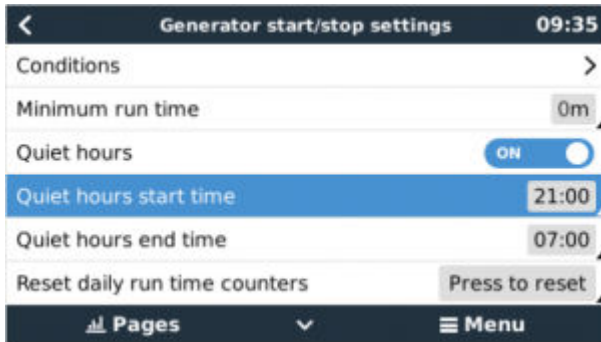 Generator start/stop settings 09:35
Conditions
Minimum run time 0m
Quiet hours ON
Quiet hours start time 21:00
Quiet hours end time 07:00
Reset daily run time counters Press to reset
Pages Menu